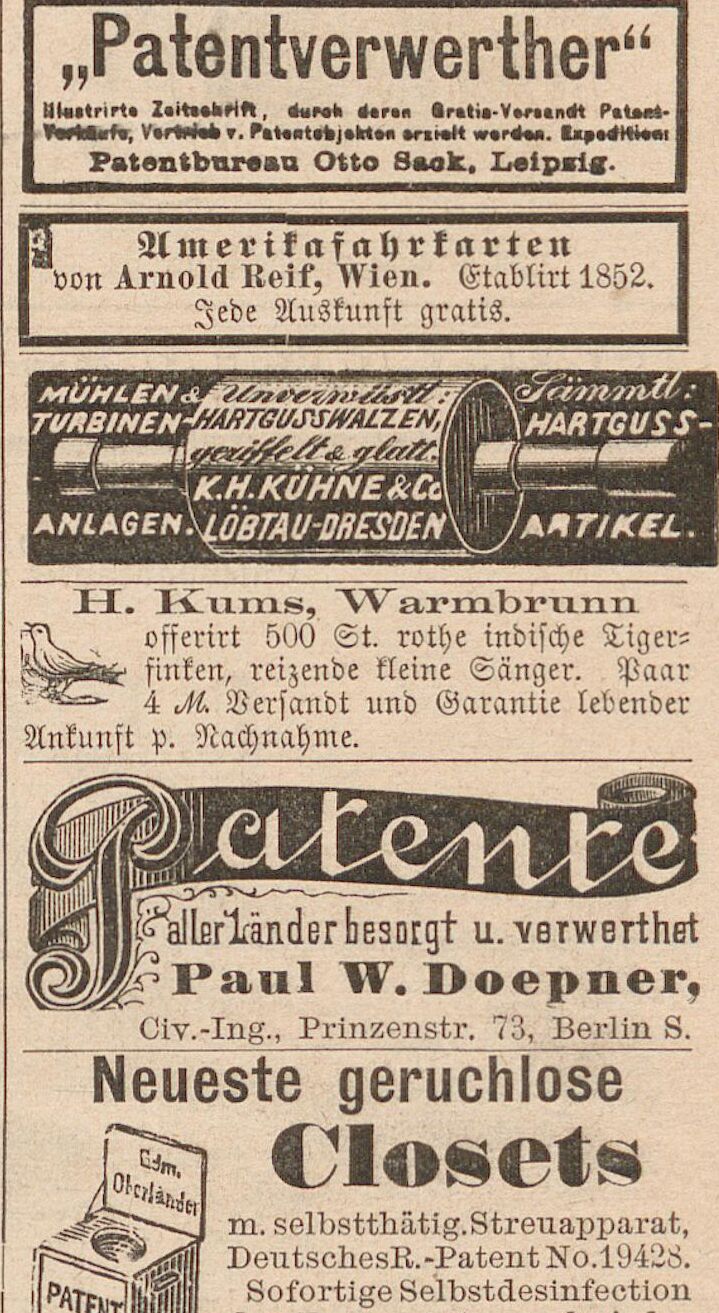 „Patentverwerther“
Illustrirte Zeitschrift, durch deren Gratis-Versandt Patent-
Verkäufe, Vertrieb v. Patentobjekten erzielt werden. Expedition:
Patentbureau Otto Sack, Leipzig.
Amerikafahrkarten
von Arnold Reif, Wien. Etablirt 1852.
Jede Auskunft gratis.
MÜHLEN & Unverwüstl: Sämmtl:
TURBINEN- HARTGUSSWALZEN, HARTGUSS-
geriffelt & glatt.
K.H. KÜHNE & Co
ANLAGEN. LÖBTAU-DRESDEN ARTIKEL.
H. Kums, Warmbrunn
offerirt 500 St. rothe indische Tiger-
finken, reizende kleine Sänger. Paar
4 M. Versandt und Garantie lebender
Ankunft p. Nachnahme.
Patente
aller Länder besorgt u. verwerthet
Paul W. Doepner,
Civ.-Ing., Prinzenstr. 73, Berlin S.
Neueste geruchlose
Closets
Edm.
Oberländer
PATENT
m. selbstthätig. Streuapparat,
Deutsches R.-Patent No. 19428.
Sofortige Selbstdesinfection